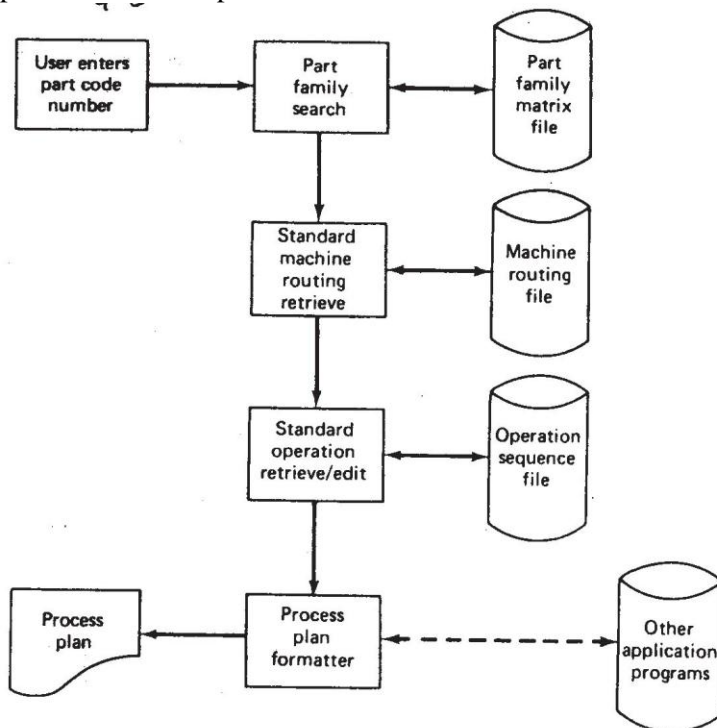 User enters
part code
number
Part
family
search
Part
family
matrix
file
Standard
machine
routing
retrieve
Machine
routing
file
Standard
operation
retrieve/edit
Operation
sequence
file
Process
plan
Process
plan
formatter
Other
application
programs